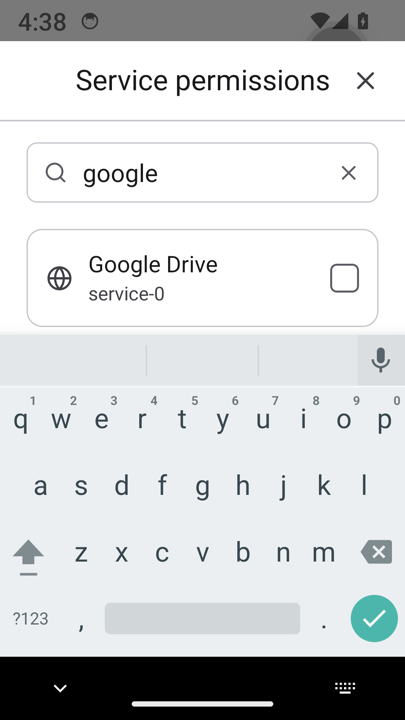 4:38
Service permissions
google
Google Drive
service-0
1 2 3 4 5 6 7 8 9 0
q w e r t y u i o p
a s d f g h j k l
z x c v b n m
?123 , .